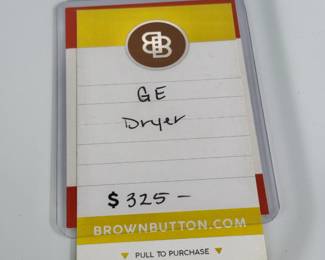 BB
GE
Dryer
$ 325 –
BROWNBUTTON.COM
▼ PULL TO PURCHASE ▼